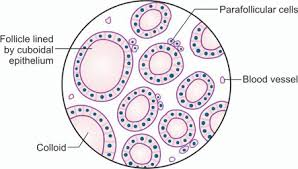 Parafollicular cells
Follicle lined
by cuboidal
epithelium
Blood vessel
Colloid